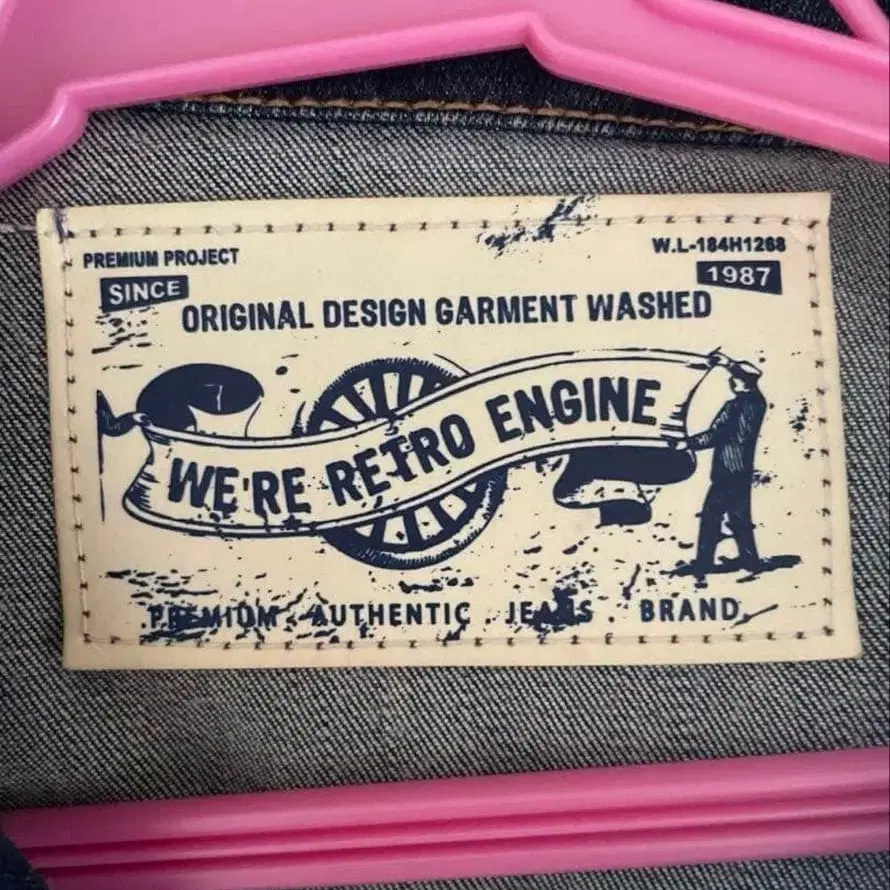 PREMIUM PROJECT
W.L-184H1268
SINCE
1987
ORIGINAL DESIGN GARMENT WASHED
WE'RE RETRO ENGINE
PREMIUM . AUTHENTIC . JEANS . BRAND